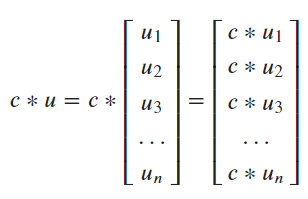 c * u = c * [ u₁ u₂ u₃ ... uₙ ] = [ c * u₁ c * u₂ c * u₃ ... c * uₙ ]